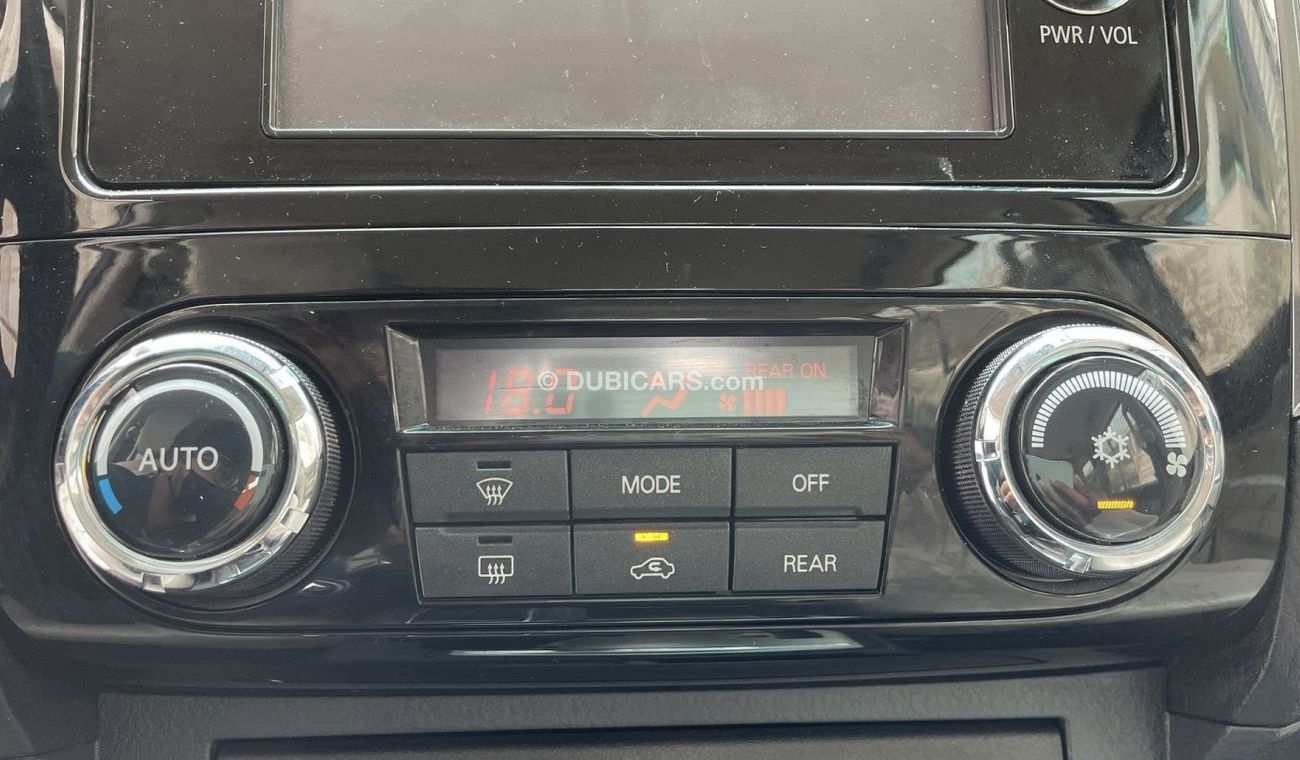 PWR / VOL
REAR ON
18.0
© DUBICARS.com
AUTO
MODE
OFF
REAR